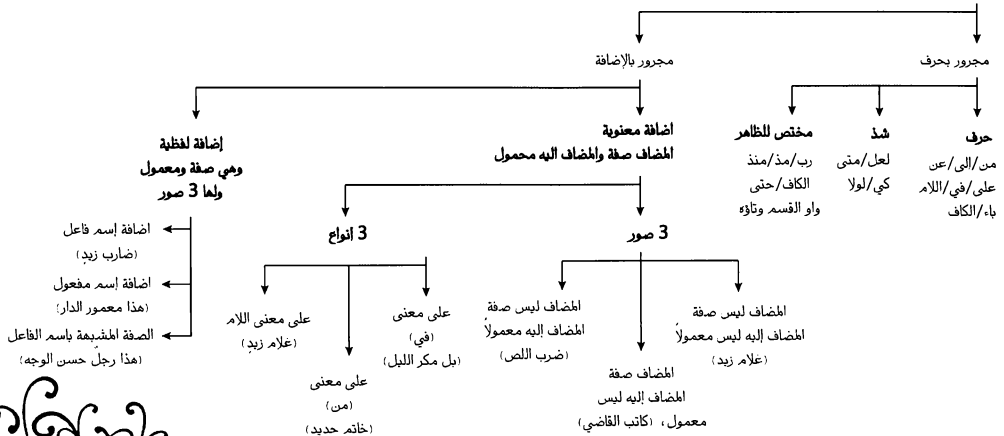 مجرور بحرف
حرف
من/إلى/عن
على/في/اللام
باء/الكاف
شذ
لعل/متى
كي/لولا
مختص للظاهر
رب/مذ/منذ
الكاف/حتى
واو القسم وتاؤه
مجرور بالإضافة
اضافة معنوية
المضاف صفة والمضاف اليه محمول
3 صور
المضاف ليس صفة
المضاف إليه ليس معمولاً
(غلام زيد)
المضاف صفة
المضاف إليه ليس
معمول، (كاتب القاضي)
المضاف ليس صفة
المضاف إليه معمولاً
(ضرب اللص)
3 أنواع
على معنى
(في)
(بل مكر الليل)
على معنى
(من)
(خاتم حديد)
على معنى اللام
(غلام زيدٍ)
إضافة لفظية
وهي صفة ومعمول
ولها 3 صور
اضافة إسم فاعل
(ضارب زيدٍ)
اضافة إسم مفعول
(هذا معمور الدار)
الصفة المشبهة باسم الفاعل
(هذا رجلٌ حسن الوجه)